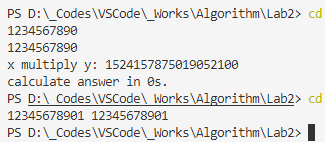 PS D:\_Codes\VSCode\_Works\Algorithm\Lab2> cd
1234567890
1234567890
x multiply y: 1524157875019052100
calculate answer in 0s.
PS D:\_Codes\VSCode\_Works\Algorithm\Lab2> cd
12345678901 12345678901
PS D:\_Codes\VSCode\_Works\Algorithm\Lab2>